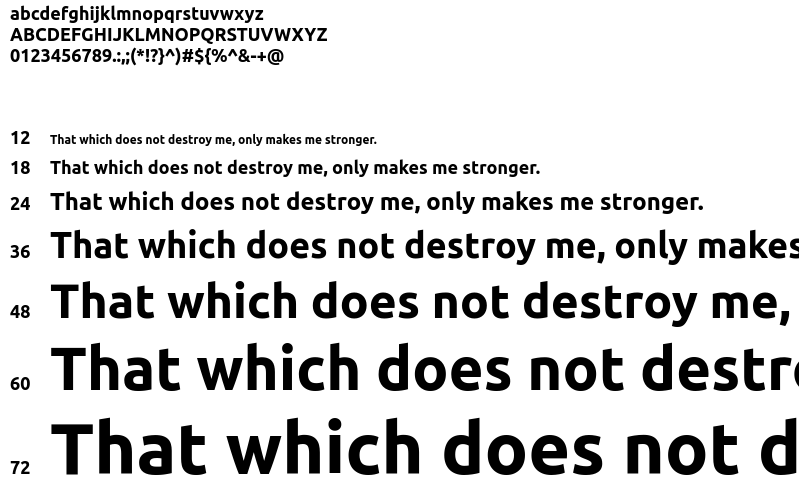 abcdefghijklmnopqrstuvwxyz
ABCDEFGHIJKLMNOPQRSTUVWXYZ
0123456789.:,;(*!?}^)#${%^&-+@
12 That which does not destroy me, only makes me stronger.
18 That which does not destroy me, only makes me stronger.
24 That which does not destroy me, only makes me stronger.
36 That which does not destroy me, only makes
48 That which does not destroy me,
60 That which does not destr
72 That which does not d